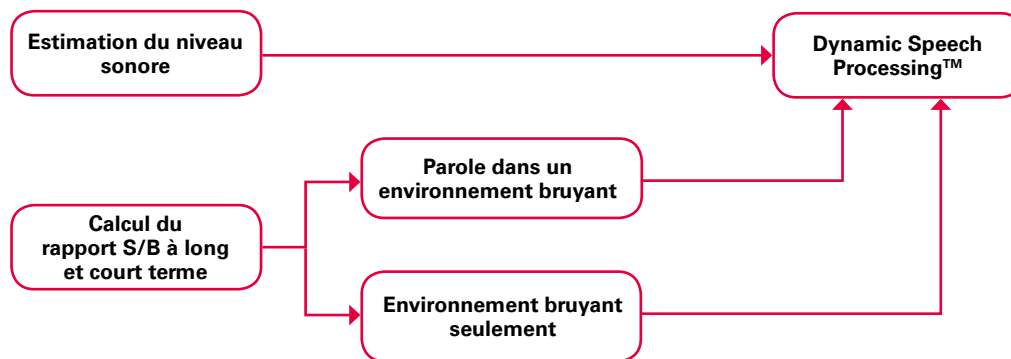 Estimation du niveau
sonore
Dynamic Speech
Processing™
Parole dans un
environnement bruyant
Calcul du
rapport S/B à long
et court terme
Environnement bruyant
seulement